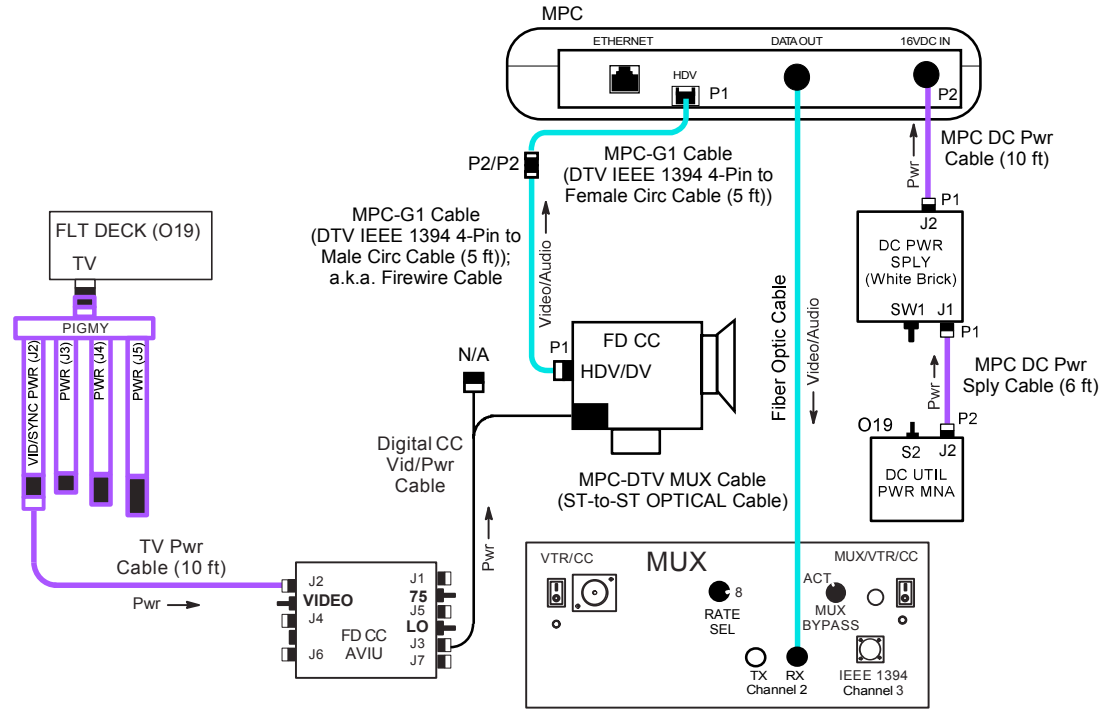 MPC
ETHERNET
DATA OUT
16VDC IN
HDV
P1
P2
P2/P2
MPC-G1 Cable
(DTV IEEE 1394 4-Pin to
Female Circ Cable (5 ft))
Pwr
MPC DC Pwr
Cable (10 ft)
MPC-G1 Cable
(DTV IEEE 1394 4-Pin to
Male Circ Cable (5 ft));
a.k.a. Firewire Cable
Video/Audio
Fiber Optic Cable
Video/Audio
P1
J2
DC PWR
SPLY
(White Brick)
SW1
J1
P1
FLT DECK (O19)
TV
PIGMY
VID/SYNC PWR (J2)
PWR (J3)
PWR (J4)
PWR (J5)
N/A
P1
FD CC
HDV/DV
Pwr
MPC DC Pwr
Sply Cable (6 ft)
O19
P2
S2
J2
DC UTIL
PWR MNA
Digital CC
Vid/Pwr
Cable
MPC-DTV MUX Cable
(ST-to-ST OPTICAL Cable)
Pwr
TV Pwr
Cable (10 ft)
Pwr
J2
VIDEO
J4
J6
FD CC
AVIU
J1
75
J5
LO
J3
J7
VTR/CC
MUX
MUX/VTR/CC
8
RATE
SEL
ACT
MUX
BYPASS
TX
RX
Channel 2
IEEE 1394
Channel 3